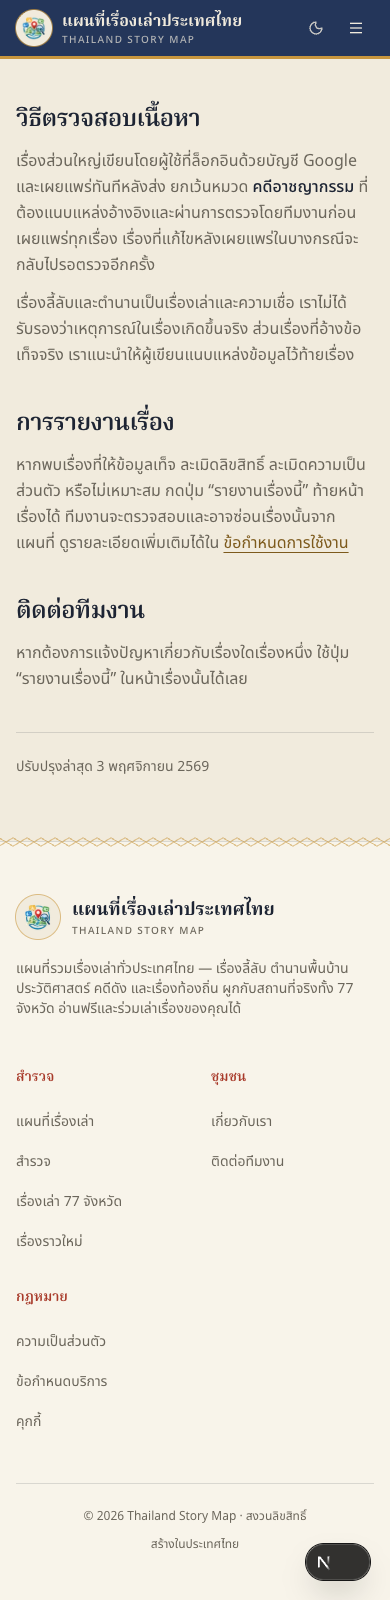 แผนที่เรื่องเล่าประเทศไทย
THAILAND STORY MAP
วิธีตรวจสอบเนื้อหา
เรื่องส่วนใหญ่เขียนโดยผู้ใช้ที่ล็อกอินด้วยบัญชี Google
และเผยแพร่ทันทีหลังส่ง ยกเว้นหมวด คดีอาชญากรรม ที่
ต้องแนบแหล่งอ้างอิงและผ่านการตรวจโดยทีมงานก่อน
เผยแพร่ทุกเรื่อง เรื่องที่แก้ไขหลังเผยแพร่ในบางกรณีจะ
กลับไปรอตรวจอีกครั้ง
เรื่องลี้ลับและตำนานเป็นเรื่องเล่าและความเชื่อ เราไม่ได้
รับรองว่าเหตุการณ์ในเรื่องเกิดขึ้นจริง ส่วนเรื่องที่อ้างข้อ
เท็จจริง เราแนะนำให้ผู้เขียนแนบแหล่งข้อมูลไว้ท้ายเรื่อง
การรายงานเรื่อง
หากพบเรื่องที่ให้ข้อมูลเท็จ ละเมิดลิขสิทธิ์ ละเมิดความเป็น
ส่วนตัว หรือไม่เหมาะสม กดปุ่ม “รายงานเรื่องนี้” ท้ายหน้า
เรื่องได้ ทีมงานจะตรวจสอบและอาจซ่อนเรื่องนั้นจาก
แผนที่ ดูรายละเอียดเพิ่มเติมได้ใน ข้อกำหนดการใช้งาน
ติดต่อทีมงาน
หากต้องการแจ้งปัญหาเกี่ยวกับเรื่องใดเรื่องหนึ่ง ใช้ปุ่ม
“รายงานเรื่องนี้” ในหน้าเรื่องนั้นได้เลย
ปรับปรุงล่าสุด 3 พฤศจิกายน 2569
แผนที่เรื่องเล่าประเทศไทย
THAILAND STORY MAP
แผนที่รวมเรื่องเล่าทั่วประเทศไทย — เรื่องลี้ลับ ตำนานพื้นบ้าน
ประวัติศาสตร์ คดีดัง และเรื่องท้องถิ่น ผูกกับสถานที่จริงทั้ง 77
จังหวัด อ่านฟรีและร่วมเล่าเรื่องของคุณได้
สำรวจ
แผนที่เรื่องเล่า
สำรวจ
เรื่องเล่า 77 จังหวัด
เรื่องราวใหม่
ชุมชน
เกี่ยวกับเรา
ติดต่อทีมงาน
กฎหมาย
ความเป็นส่วนตัว
ข้อกำหนดบริการ
คุกกี้
© 2026 Thailand Story Map · สงวนลิขสิทธิ์
สร้างในประเทศไทย
N